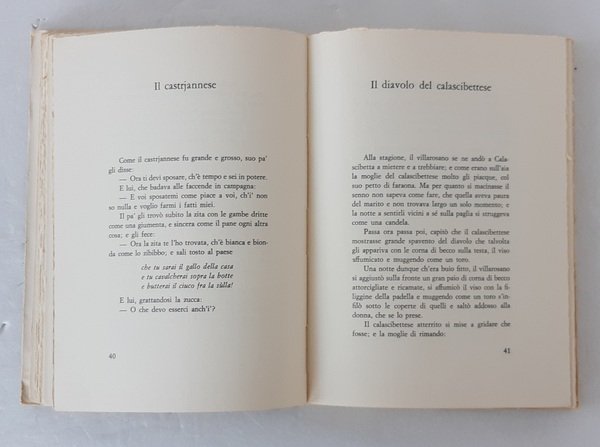 Il castrjannese
Come il castrjannese fu grande e grosso, suo pa'
gli disse:
— Ora ti devi sposare, ch'è tempo e sei in potere.
E lui, che badava alle faccende in campagna:
— E voi sposatemi come piace a voi, ch'i' non
so nulla e voglio farmi i fatti miei.
Il pa' gli trovò subito la zita con le gambe dritte
come una giumenta, e sincera come il pane ogni altra
cosa; e gli fece:
— Ora la zita te l'ho trovata, ch'è bianca e bion-
da come lo zibibbo; e sali tosto al paese
che tu sarai il gallo della casa
e tu cavalcherai sopra la botte
e butterai il ciuco fra la sulla!
E lui, grattandosi la zucca:
— O che devo esserci anch'i'?
40
Il diavolo del calascibettese
Alla stagione, il villarosano se ne andò a Cala-
scibetta a mietere e a trebbiare; e come erano sull'aia
la moglie del calascibettese molto gli piacque, col
suo petto di faraona. Ma per quanto si macinasse il
senno non sapeva come fare, che quella aveva paura
del marito e non trovava largo un solo momento; e
la notte a sentirli vicini a sé sulla paglia si struggeva
come una candela.
Passa ora passa poi, capitò che il calascibettese
mostrasse grande spavento del diavolo che talvolta
gli appariva con le corna di becco sulla testa, il viso
affumicato e muggendo come un toro.
Una notte dunque ch'era buio fitto, il villarosano
si aggiustò sulla fronte un gran paio di corna di becco
attorcigliate e ricamate, si affumiò il viso con la fi-
liggine della padella e muggendo come un toro s'in-
filò sotto le coperte di quelli e saltò addosso alla
donna, che se lo prese.
Il calascibettese atterrito si mise a gridare che
fosse; e la moglie di rimando:
41